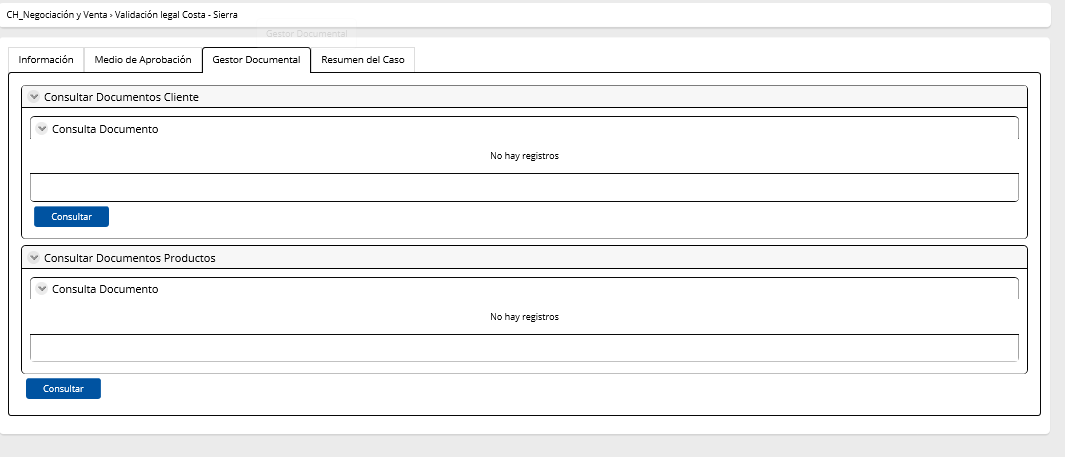 CH_Negociación y Venta › Validación legal Costa - Sierra
Gestor Documental
Información
Medio de Aprobación
Gestor Documental
Resumen del Caso
Consultar Documentos Cliente
Consulta Documento
No hay registros
Consultar
Consultar Documentos Productos
Consulta Documento
No hay registros
Consultar